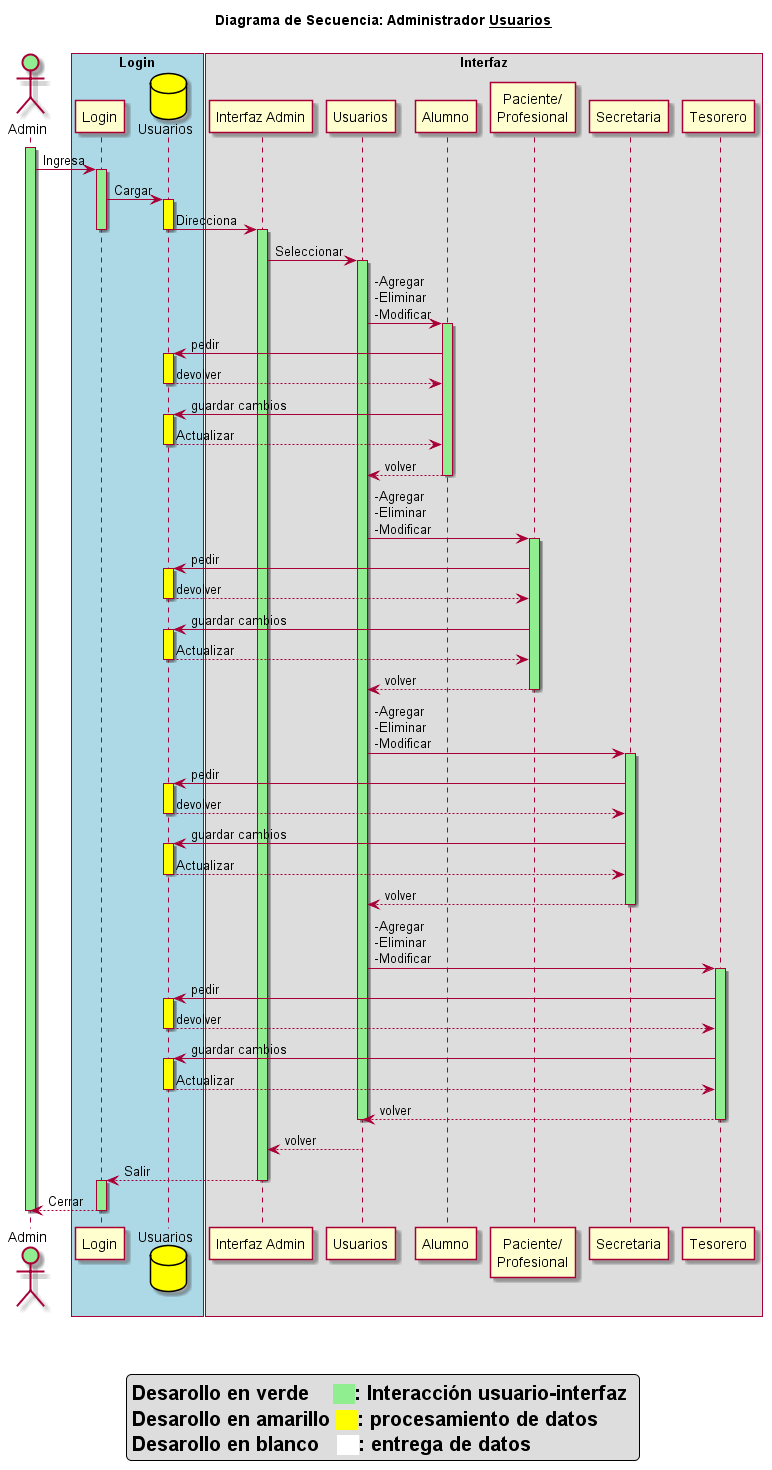 Diagrama de Secuencia: Administrador Usuarios
Login
Interfaz
Admin
Login
Usuarios
Interfaz Admin
Usuarios
Alumno
Paciente/
Profesional
Secretaria
Tesorero
Ingresa
Cargar
Direcciona
Seleccionar
-Agregar
-Eliminar
-Modificar
pedir
devolver
guardar cambios
Actualizar
volver
-Agregar
-Eliminar
-Modificar
pedir
devolver
guardar cambios
Actualizar
volver
-Agregar
-Eliminar
-Modificar
pedir
devolver
guardar cambios
Actualizar
volver
-Agregar
-Eliminar
-Modificar
pedir
devolver
guardar cambios
Actualizar
volver
volver
Salir
Cerrar
Admin
Login
Usuarios
Interfaz Admin
Usuarios
Alumno
Paciente/
Profesional
Secretaria
Tesorero
Desarollo en verde : Interacción usuario-interfaz
Desarollo en amarillo : procesamiento de datos
Desarollo en blanco : entrega de datos